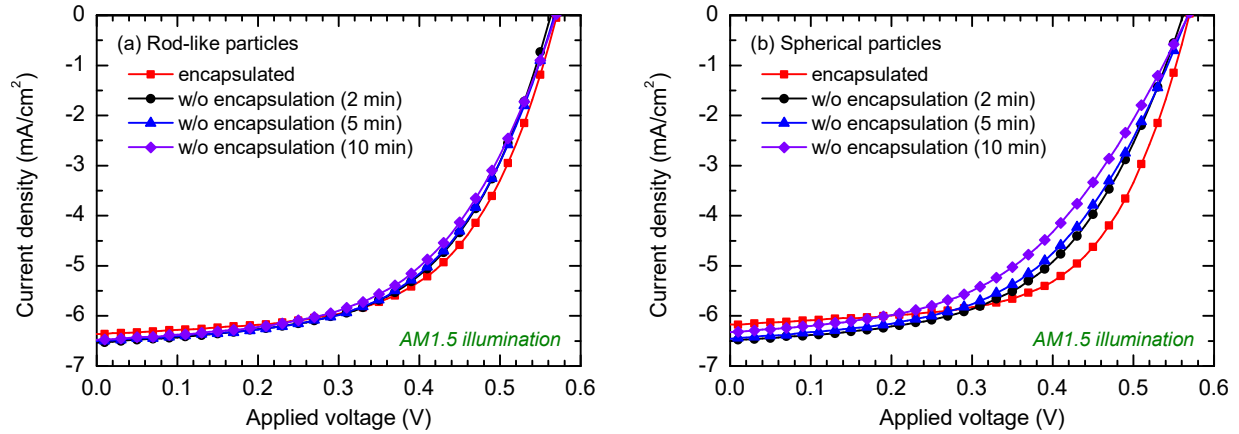 (a) Rod-like particles
encapsulated
w/o encapsulation (2 min)
w/o encapsulation (5 min)
w/o encapsulation (10 min)
AM1.5 illumination
0
-1
-2
-3
-4
-5
-6
-7
0.0 0.1 0.2 0.3 0.4 0.5 0.6
Current density (mA/cm²)
Applied voltage (V)
(b) Spherical particles
encapsulated
w/o encapsulation (2 min)
w/o encapsulation (5 min)
w/o encapsulation (10 min)
AM1.5 illumination
0
-1
-2
-3
-4
-5
-6
-7
0.0 0.1 0.2 0.3 0.4 0.5 0.6
Current density (mA/cm²)
Applied voltage (V)